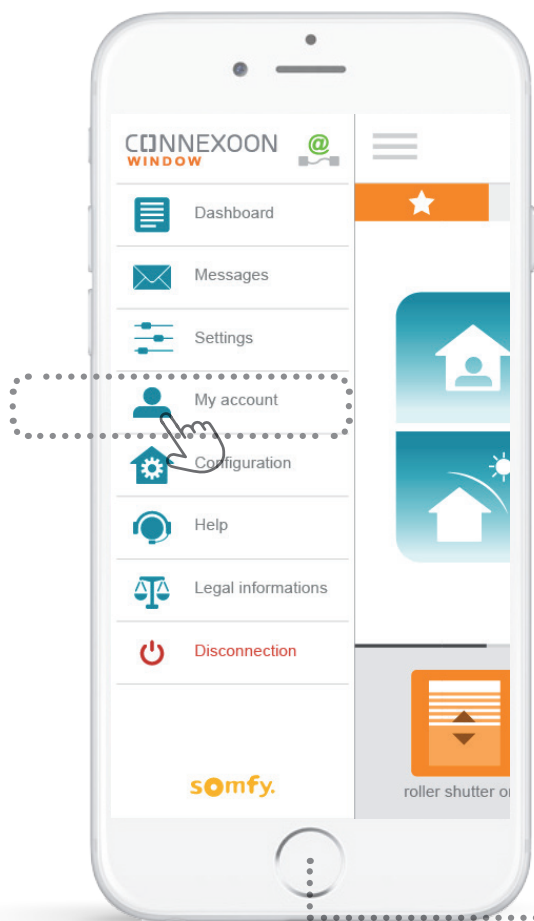 CONNEXOON
WINDOW
@
Dashboard
Messages
Settings
My account
Configuration
Help
Legal informations
Disconnection
somfy.
roller shutter